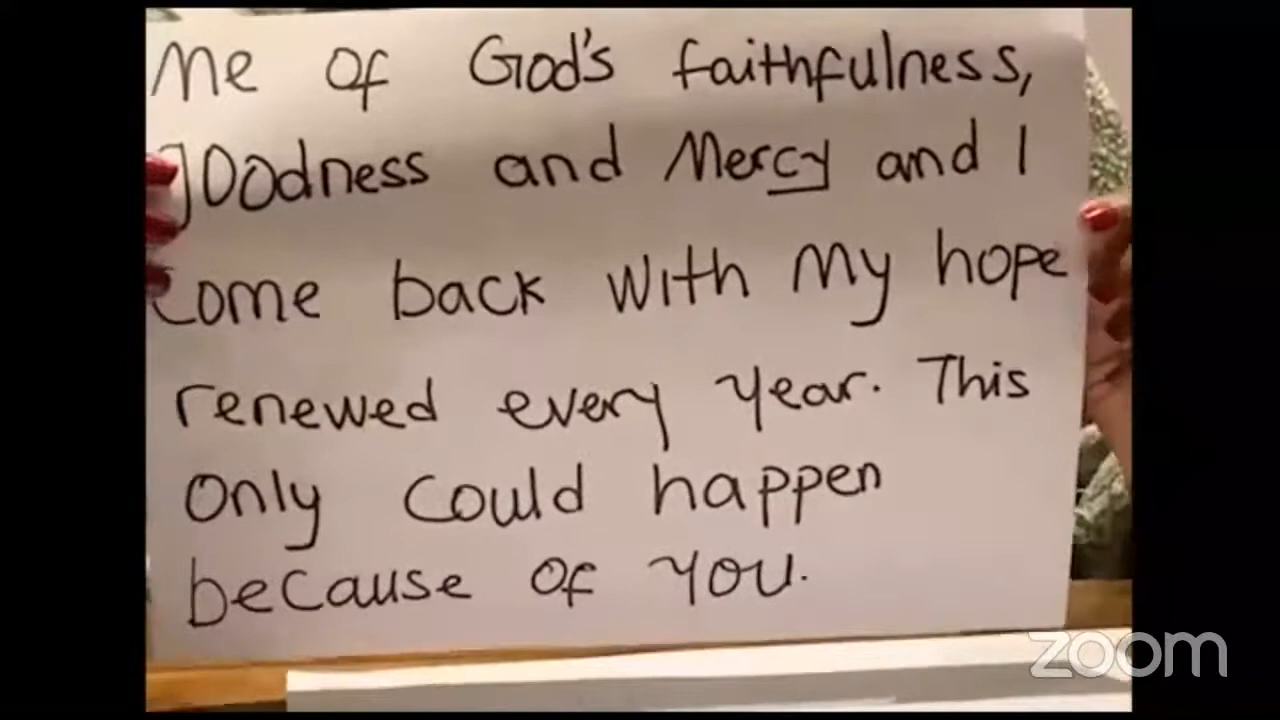 Me of God's faithfulness,
goodness and Mercy and I
come back with my hope
renewed every year. This
only could happen
because of you.
zoom